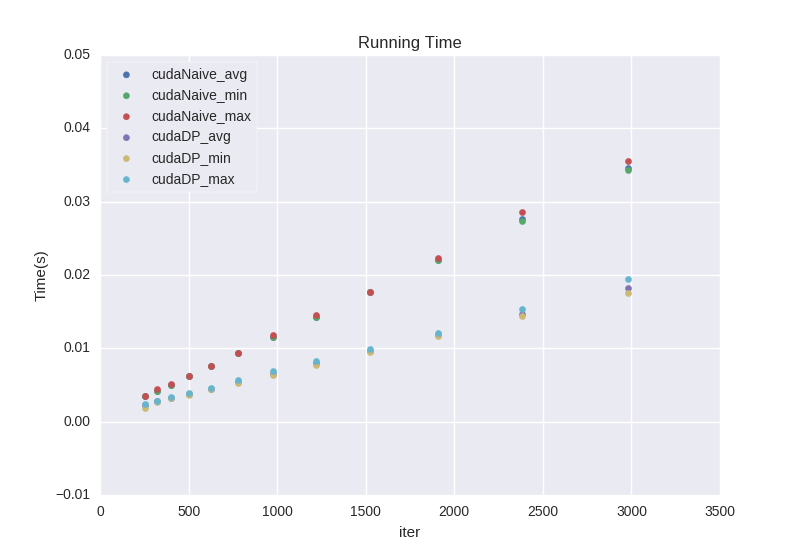 Running Time
0.05
0.04
0.03
0.02
0.01
0.00
−0.01
Time(s)
cudaNaive_avg
cudaNaive_min
cudaNaive_max
cudaDP_avg
cudaDP_min
cudaDP_max
0 500 1000 1500 2000 2500 3000 3500
iter